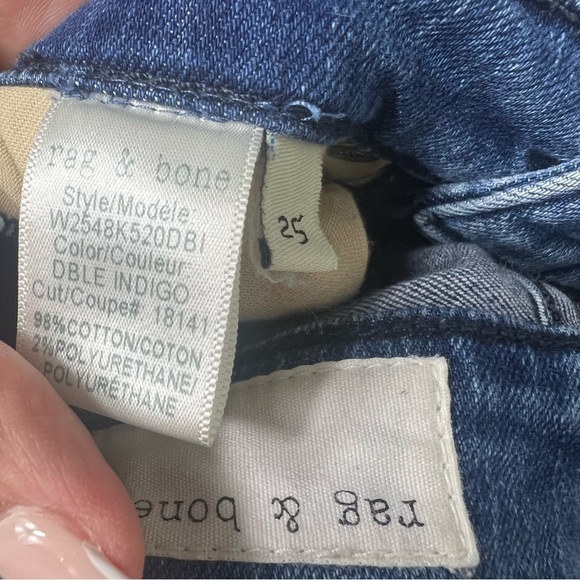 rag & bone
Style/Modèle:
W2548K520DBI
Color/Couleur:
DBLE INDIGO
Cut/Coupe#: 18141
98%COTTON/COTON
2%POLYURETHANE/
POLYURETHANE
25
rag & bone